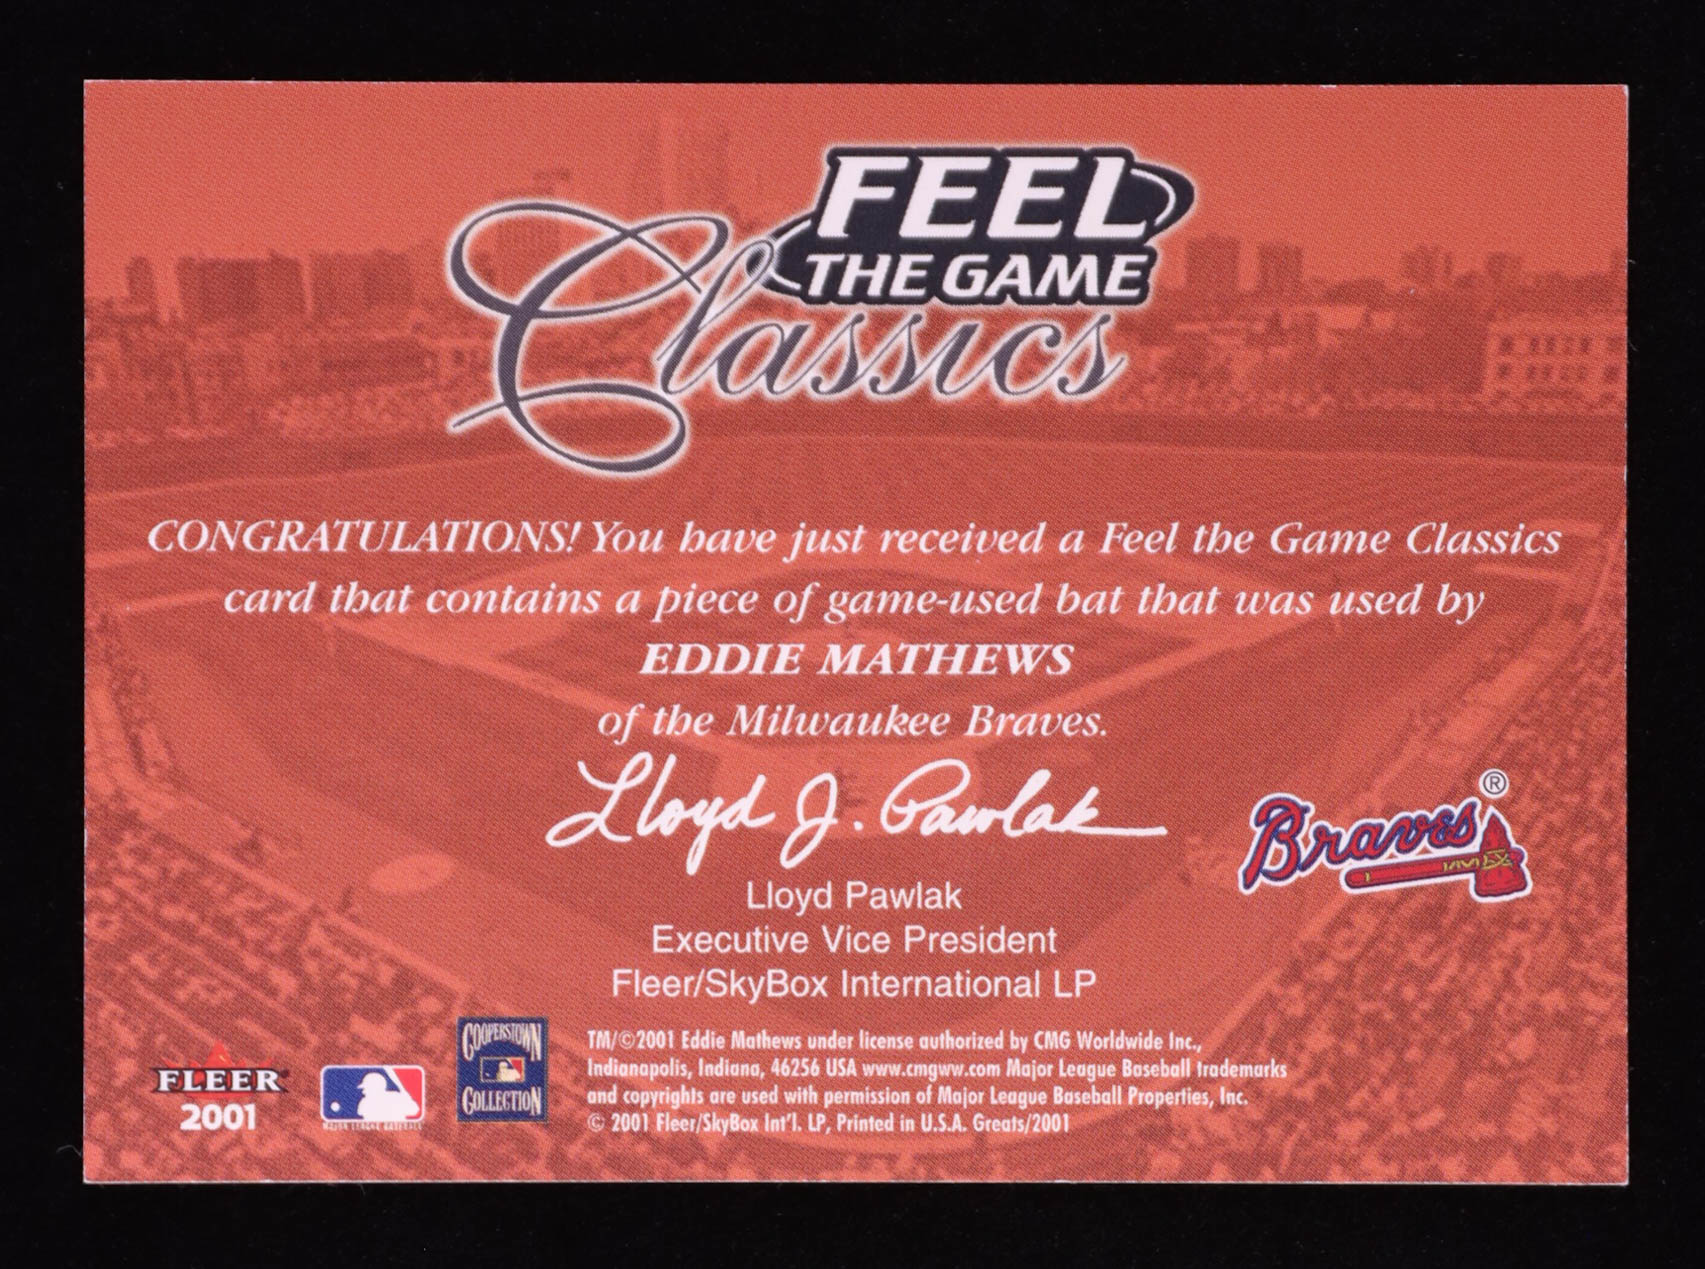 FEEL
THE GAME
Classics
CONGRATULATIONS! You have just received a Feel the Game Classics
card that contains a piece of game-used bat that was used by
EDDIE MATHEWS
of the Milwaukee Braves.
Lloyd J. Pawlak
Braves®
Lloyd Pawlak
Executive Vice President
Fleer/SkyBox International LP
FLEER
2001
MAJOR LEAGUE BASEBALL
COOPERSTOWN
COLLECTION
TM/©2001 Eddie Mathews under license authorized by CMG Worldwide Inc.,
Indianapolis, Indiana, 46256 USA www.cmgww.com Major League Baseball trademarks
and copyrights are used with permission of Major League Baseball Properties, Inc.
© 2001 Fleer/SkyBox Int'l. LP, Printed in U.S.A. Greats/2001